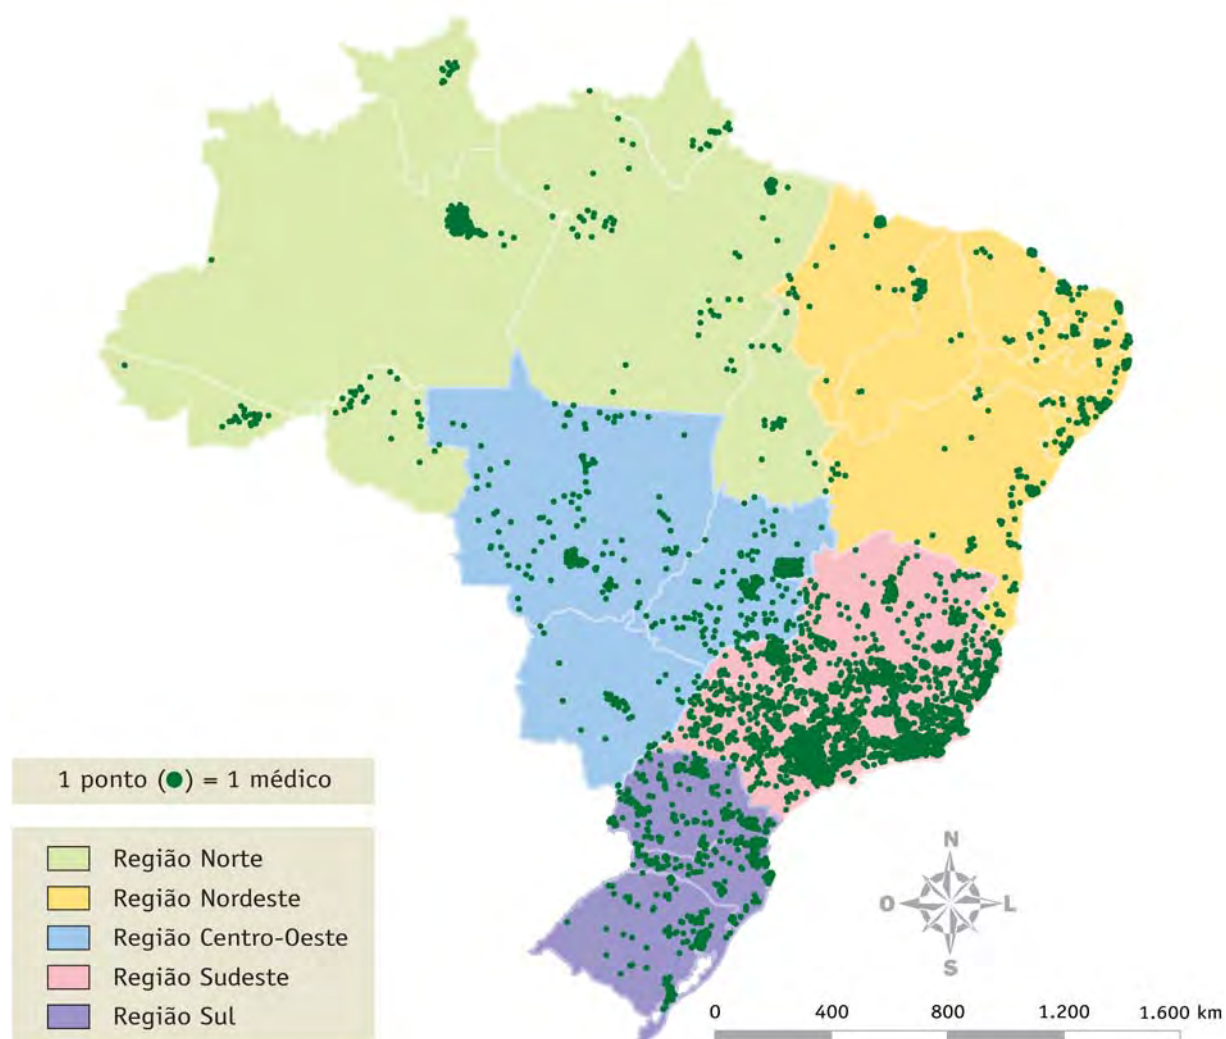 1 ponto (●) = 1 médico
Região Norte
Região Nordeste
Região Centro-Oeste
Região Sudeste
Região Sul
N
O
L
S
0 400 800 1.200 1.600 km